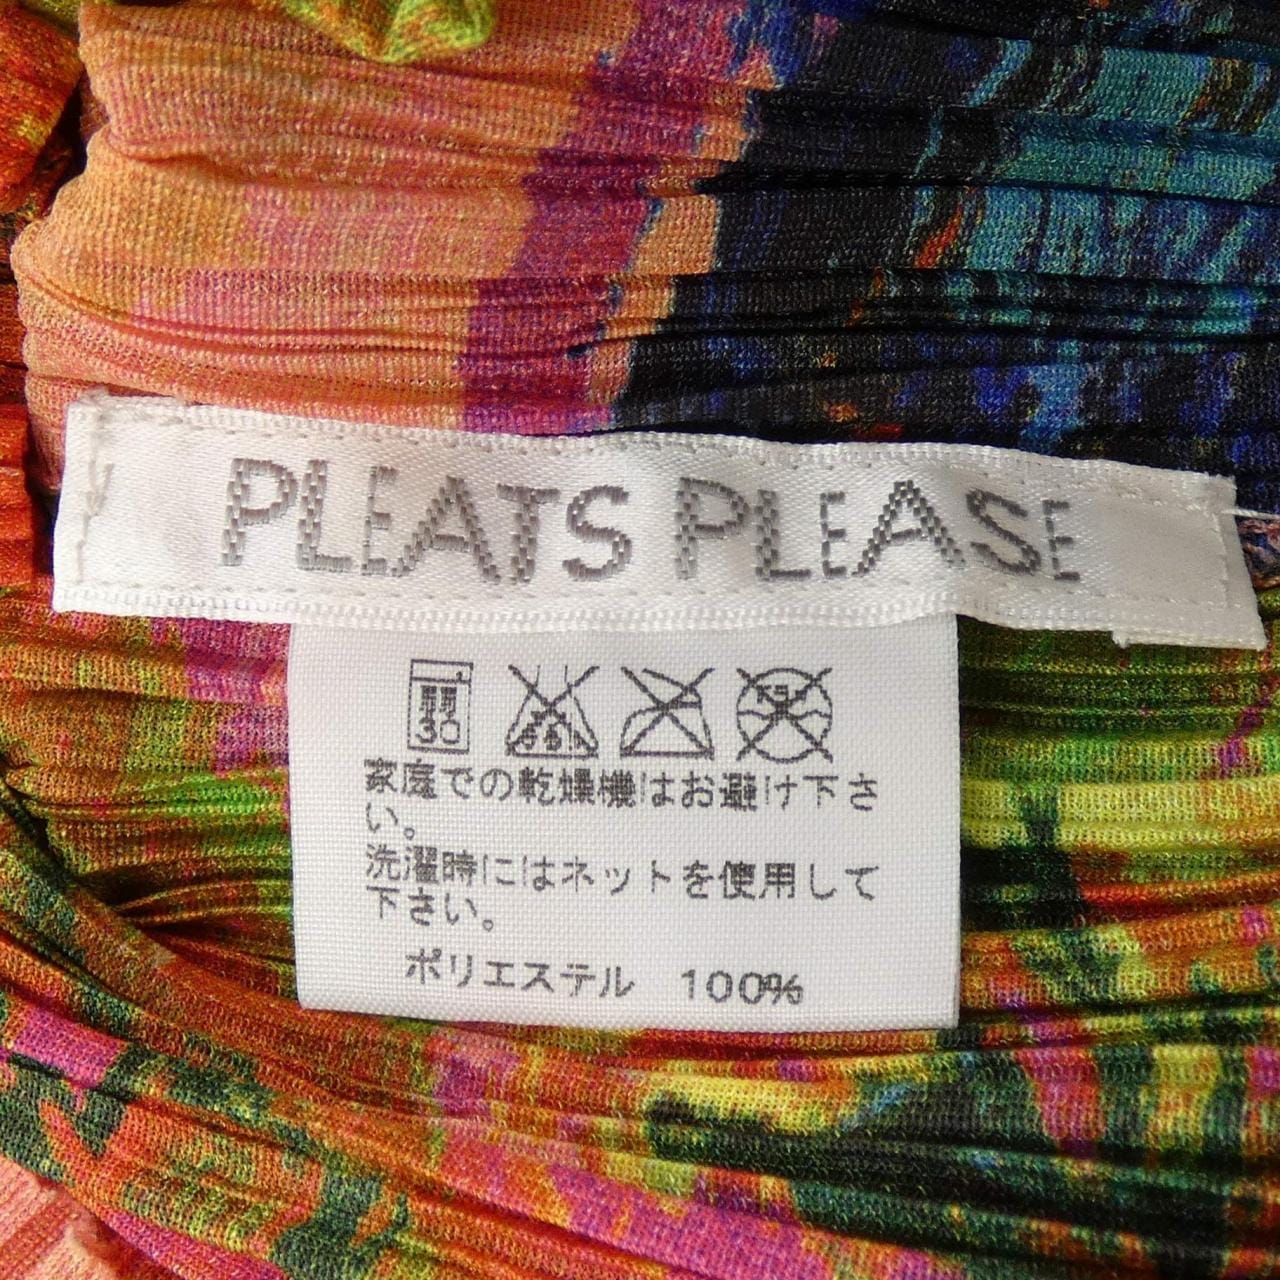 PLEATS PLEASE
弱
30
家庭での乾燥機はお避け下さ
い。
洗濯時にはネットを使用して
下さい。
ポリエステル 100%